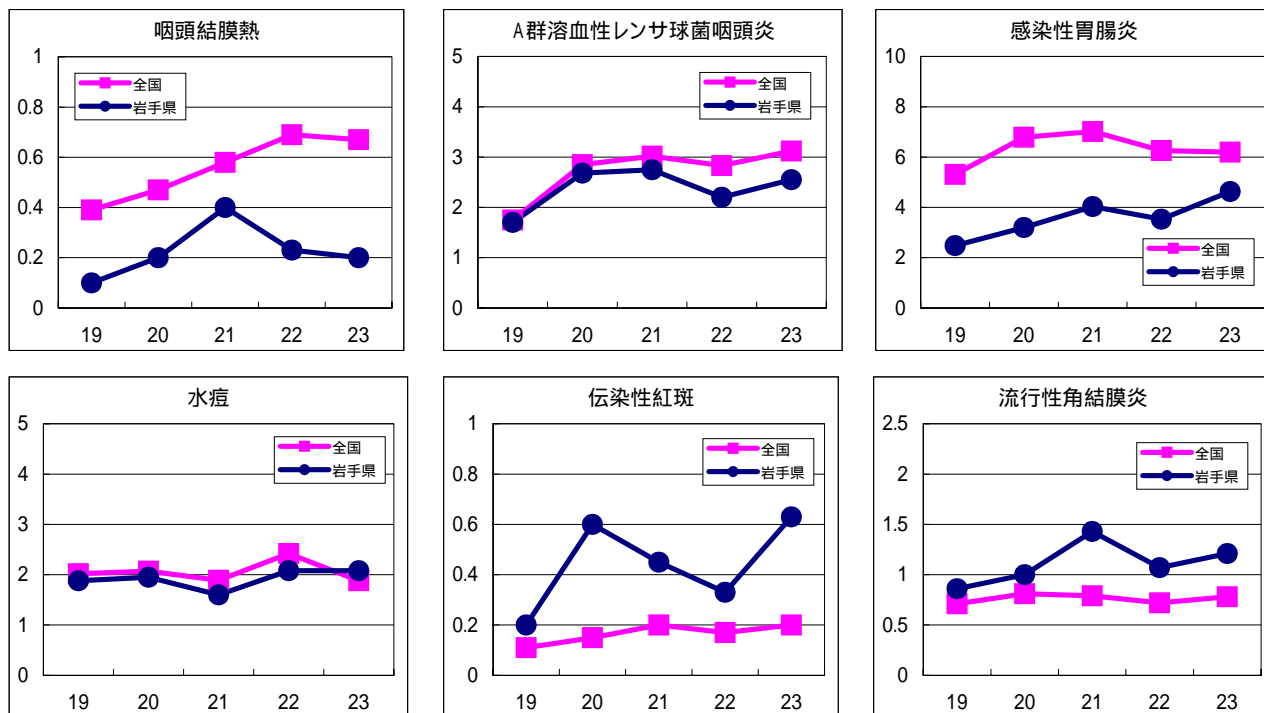 咽頭結膜熱
1
0.8
0.6
0.4
0.2
0
全国
岩手県
19 20 21 22 23
A群溶血性レンサ球菌咽頭炎
5
4
3
2
1
0
全国
岩手県
19 20 21 22 23
感染性胃腸炎
10
8
6
4
2
0
全国
岩手県
19 20 21 22 23
水痘
5
4
3
2
1
0
全国
岩手県
19 20 21 22 23
伝染性紅斑
1
0.8
0.6
0.4
0.2
0
全国
岩手県
19 20 21 22 23
流行性角結膜炎
2.5
2
1.5
1
0.5
0
全国
岩手県
19 20 21 22 23